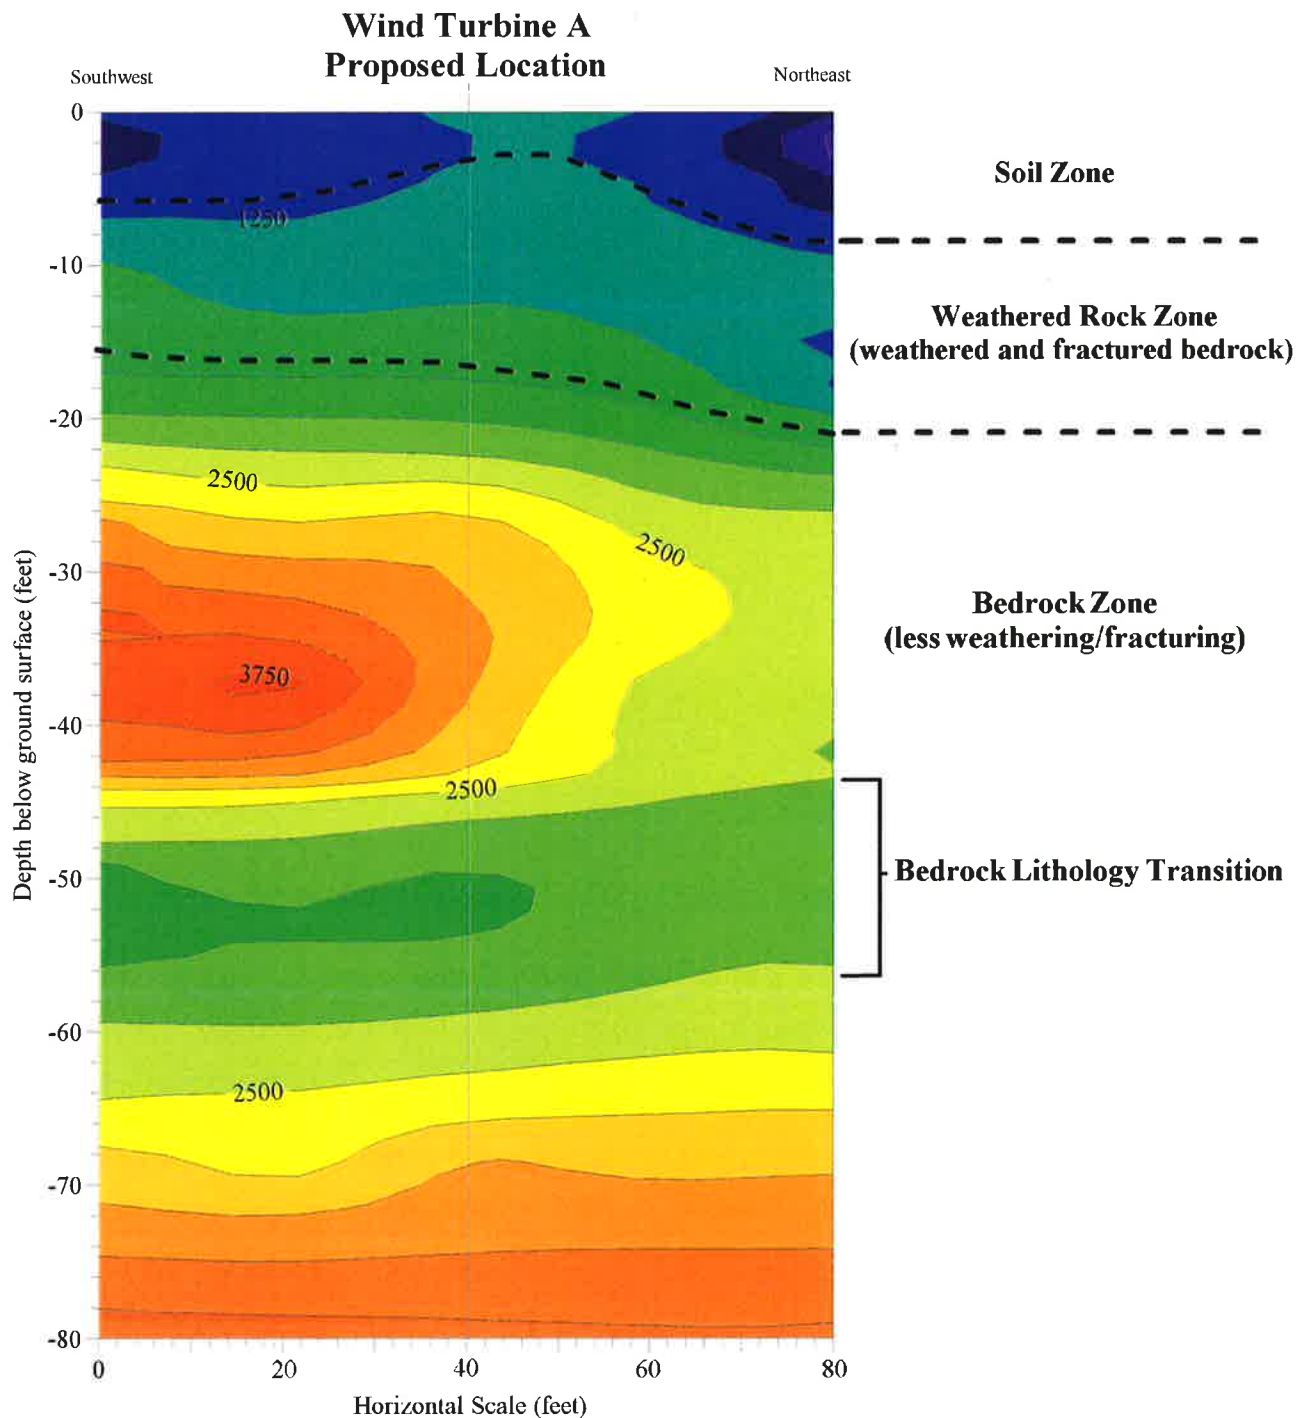 Wind Turbine A
Proposed Location
Southwest
Northeast
0
-10
-20
-30
-40
-50
-60
-70
-80
Depth below ground surface (feet)
1250
2500
2500
3750
2500
2500
Soil Zone
Weathered Rock Zone
(weathered and fractured bedrock)
Bedrock Zone
(less weathering/fracturing)
Bedrock Lithology Transition
0
20
40
60
80
Horizontal Scale (feet)